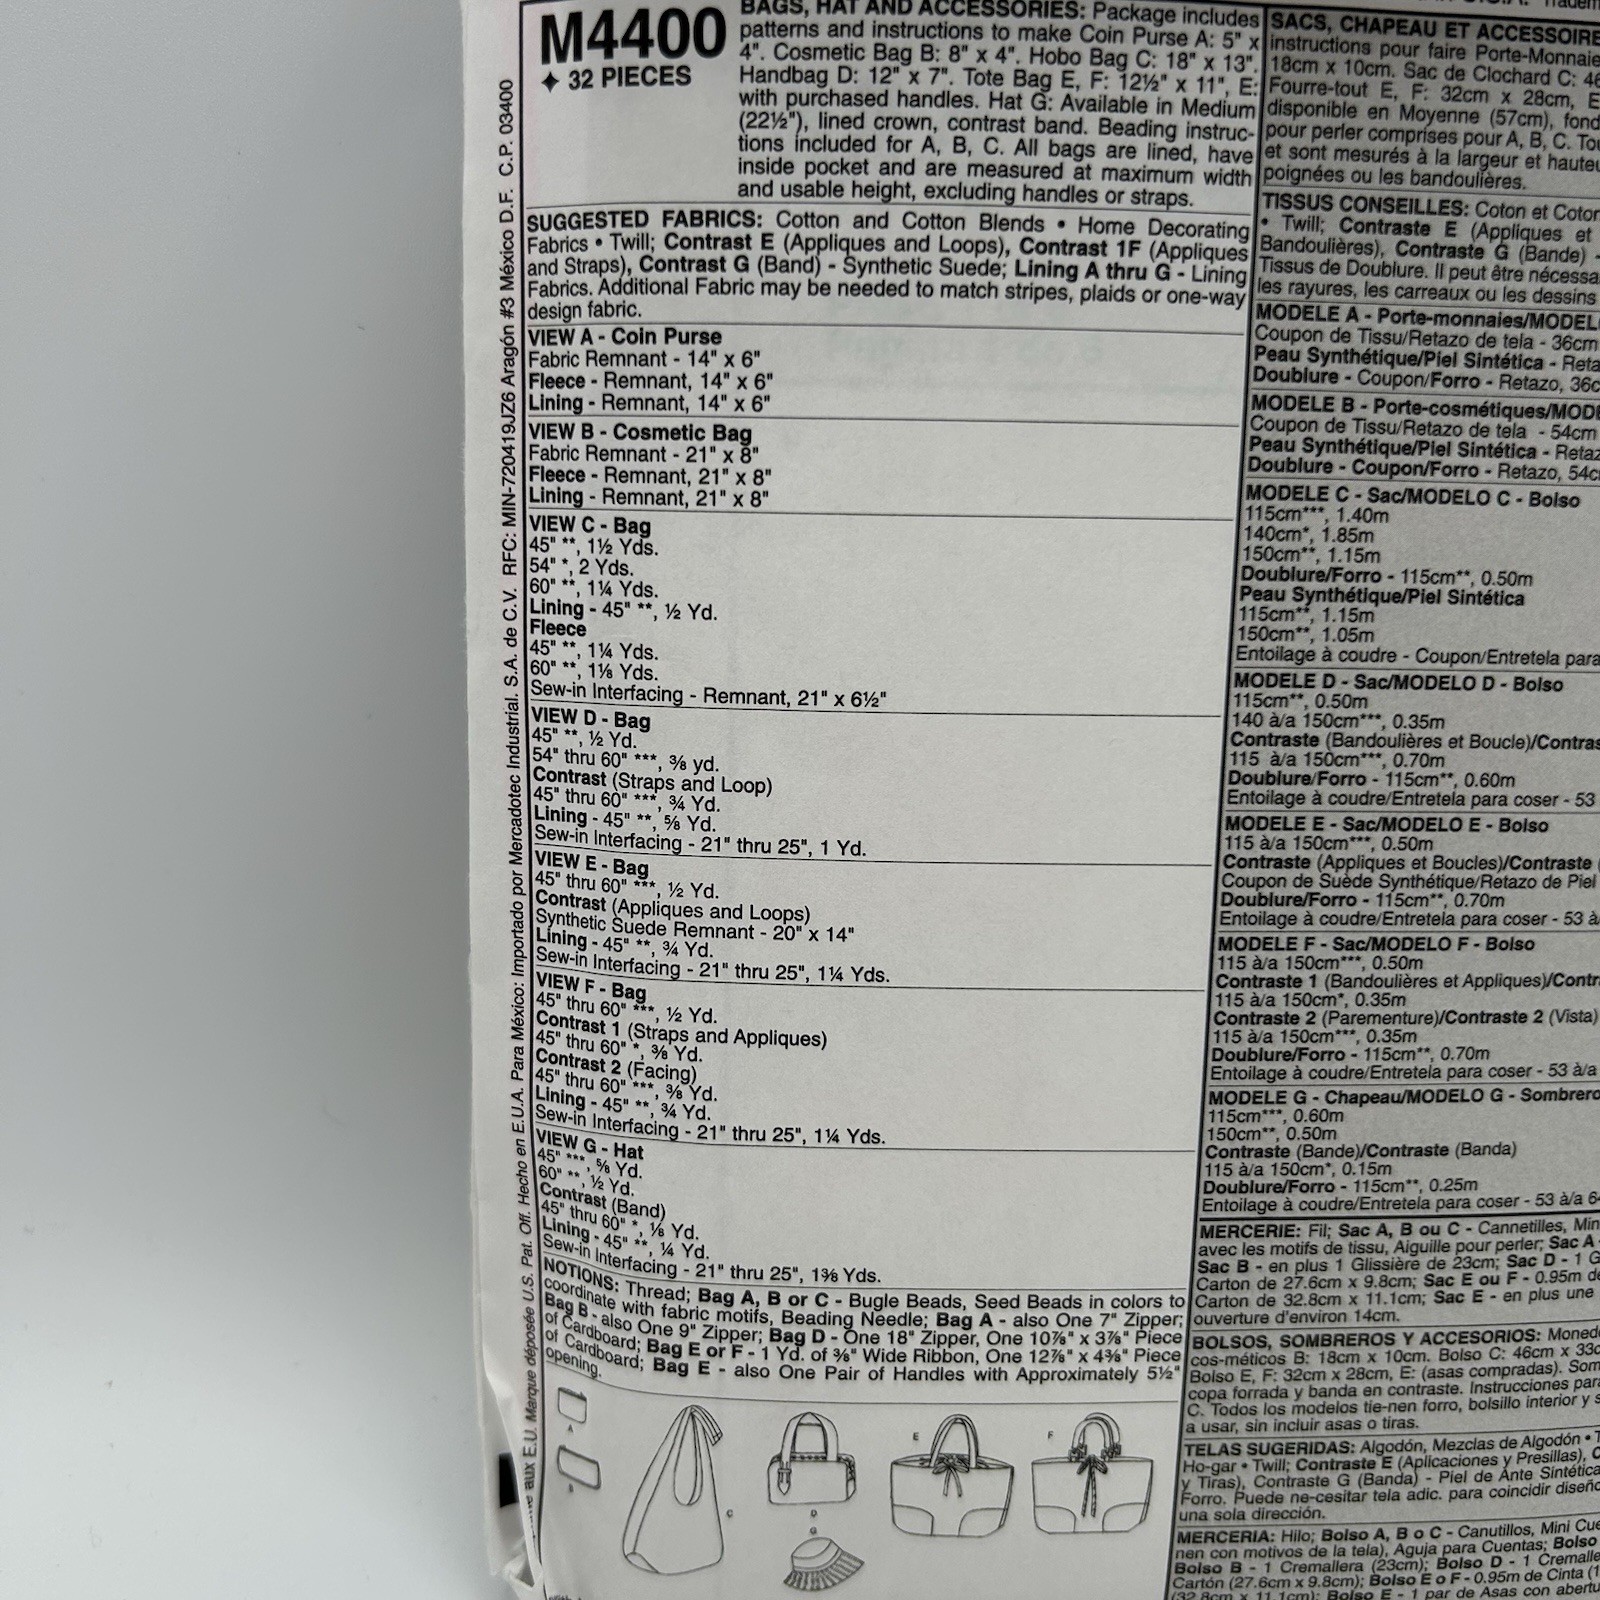 M4400
✦ 32 PIECES
BAGS, HAT AND ACCESSORIES: Package includes
patterns and instructions to make Coin Purse A: 5" x
4". Cosmetic Bag B: 8" x 4". Hobo Bag C: 18" x 13".
Handbag D: 12" x 7". Tote Bag E, F: 12½" x 11", E:
with purchased handles. Hat G: Available in Medium
(22½"), lined crown, contrast band. Beading instruc-
tions included for A, B, C. All bags are lined, have
inside pocket and are measured at maximum width
and usable height, excluding handles or straps.
SUGGESTED FABRICS: Cotton and Cotton Blends • Home Decorating
Fabrics • Twill; Contrast E (Appliques and Loops), Contrast 1F (Appliques
and Straps), Contrast G (Band) - Synthetic Suede; Lining A thru G - Lining
Fabrics. Additional Fabric may be needed to match stripes, plaids or one-way
design fabric.
VIEW A - Coin Purse
Fabric Remnant - 14" x 6"
Fleece - Remnant, 14" x 6"
Lining - Remnant, 14" x 6"
VIEW B - Cosmetic Bag
Fabric Remnant - 21" x 8"
Fleece - Remnant, 21" x 8"
Lining - Remnant, 21" x 8"
VIEW C - Bag
45" **, 1½ Yds.
54" *, 2 Yds.
60" **, 1¼ Yds.
Lining - 45" **, ½ Yd.
Fleece
45" **, 1¼ Yds.
60" **, 1⅛ Yds.
Sew-in Interfacing - Remnant, 21" x 6½"
VIEW D - Bag
45" **, ½ Yd.
54" thru 60" ***, ⅜ yd.
Contrast (Straps and Loop)
45" thru 60" ***, ¾ Yd.
Lining - 45" **, ⅝ Yd.
Sew-in Interfacing - 21" thru 25", 1 Yd.
VIEW E - Bag
45" thru 60" ***, ½ Yd.
Contrast (Appliques and Loops)
Synthetic Suede Remnant - 20" x 14"
Lining - 45" **, ¾ Yd.
Sew-in Interfacing - 21" thru 25", 1¼ Yds.
VIEW F - Bag
45" thru 60" ***, ½ Yd.
Contrast 1 (Straps and Appliques)
45" thru 60" *, ⅜ Yd.
Contrast 2 (Facing)
45" thru 60" ***, ⅜ Yd.
Lining - 45" **, ¾ Yd.
Sew-in Interfacing - 21" thru 25", 1¼ Yds.
VIEW G - Hat
45" ***, ⅝ Yd.
60" **, ½ Yd.
Contrast (Band)
45" thru 60" *, ⅛ Yd.
Lining - 45" **, ¼ Yd.
Sew-in Interfacing - 21" thru 25", 1⅜ Yds.
NOTIONS: Thread; Bag A, B or C - Bugle Beads, Seed Beads in colors to
coordinate with fabric motifs, Beading Needle; Bag A - also One 7" Zipper;
Bag B - also One 9" Zipper; Bag D - One 18" Zipper, One 10⅞" x 3⅞" Piece
of Cardboard; Bag E or F - 1 Yd. of ⅜" Wide Ribbon, One 12⅞" x 4⅜" Piece
of Cardboard; Bag E - also One Pair of Handles with Approximately 5½"
opening.
A
B
C
D
G
E
F
SACS, CHAPEAU ET ACCESSOIRE
instructions pour faire Porte-Monnaie
18cm x 10cm. Sac de Clochard C: 46
Fourre-tout E, F: 32cm x 28cm, E
disponible en Moyenne (57cm), fond
pour perler comprises pour A, B, C. Tou
et sont mesurés à la largeur et hauteu
poignées ou les bandoulières.
TISSUS CONSEILLES: Coton et Coton
• Twill; Contraste E (Appliques et
Bandoulières), Contraste G (Bande) -
Tissus de Doublure. Il peut être nécessa
les rayures, les carreaux ou les dessins
MODELE A - Porte-monnaies/MODEL
Coupon de Tissu/Retazo de tela - 36cm
Peau Synthétique/Piel Sintética - Reta
Doublure - Coupon/Forro - Retazo, 36c
MODELE B - Porte-cosmétiques/MODE
Coupon de Tissu/Retazo de tela - 54cm
Peau Synthétique/Piel Sintética - Retaz
Doublure - Coupon/Forro - Retazo, 54c
MODELE C - Sac/MODELO C - Bolso
115cm***, 1.40m
140cm*, 1.85m
150cm**, 1.15m
Doublure/Forro - 115cm**, 0.50m
Peau Synthétique/Piel Sintética
115cm**, 1.15m
150cm**, 1.05m
Entoilage à coudre - Coupon/Entretela para
MODELE D - Sac/MODELO D - Bolso
115cm**, 0.50m
140 à/a 150cm***, 0.35m
Contraste (Bandoulières et Boucle)/Contras
115 à/a 150cm***, 0.70m
Doublure/Forro - 115cm**, 0.60m
Entoilage à coudre/Entretela para coser - 53
MODELE E - Sac/MODELO E - Bolso
115 à/a 150cm***, 0.50m
Contraste (Appliques et Boucles)/Contraste (
Coupon de Suède Synthétique/Retazo de Piel
Doublure/Forro - 115cm**, 0.70m
Entoilage à coudre/Entretela para coser - 53 à
MODELE F - Sac/MODELO F - Bolso
115 à/a 150cm***, 0.50m
Contraste 1 (Bandoulières et Appliques)/Contr
115 à/a 150cm*, 0.35m
Contraste 2 (Parementure)/Contraste 2 (Vista)
115 à/a 150cm***, 0.35m
Doublure/Forro - 115cm**, 0.70m
Entoilage à coudre/Entretela para coser - 53 à/a
MODELE G - Chapeau/MODELO G - Sombrero
115cm***, 0.60m
150cm**, 0.50m
Contraste (Bande)/Contraste (Banda)
115 à/a 150cm*, 0.15m
Doublure/Forro - 115cm**, 0.25m
Entoilage à coudre/Entretela para coser - 53 à/a 6
MERCERIE: Fil; Sac A, B ou C - Cannetilles, Min
avec les motifs de tissu, Aiguille pour perler; Sac A
Sac B - en plus 1 Glissière de 23cm; Sac D - 1 G
Carton de 27.6cm x 9.8cm; Sac E ou F - 0.95m de
Carton de 32.8cm x 11.1cm; Sac E - en plus une
ouverture d'environ 14cm.
BOLSOS, SOMBREROS Y ACCESORIOS: Moned
cos-méticos B: 18cm x 10cm. Bolso C: 46cm x 33c
Bolso E, F: 32cm x 28cm, E: (asas compradas). Som
copa forrada y banda en contraste. Instrucciones par
C. Todos los modelos tie-nen forro, bolsillo interior y s
a usar, sin incluir asas o tiras.
TELAS SUGERIDAS: Algodón, Mezclas de Algodón • T
Ho-gar • Twill; Contraste E (Aplicaciones y Presillas), C
y Tiras), Contraste G (Banda) - Piel de Ante Sintética
Forro. Puede ne-cesitar tela adic. para coincidir diseño
una sola dirección.
MERCERIA: Hilo; Bolso A, B o C - Canutillos, Mini Cue
nen con motivos de la tela), Aguja para Cuentas; Bolso
Bolso B - 1 Cremallera (23cm); Bolso D - 1 Cremalle
Cartón (27.6cm x 9.8cm); Bolso E o F - 0.95m de Cinta (1
(32.8cm x 11.1cm); Bolso E - 1 par de Asas con abertu
aux E.U. Marque déposée U.S. Pat. Off. Hecho en E.U.A. Para México: Importado por Mercadotec Industrial. S.A. de C.V. RFC: MIN-720419JZ6 Aragón #3 México D.F. C.P. 03400